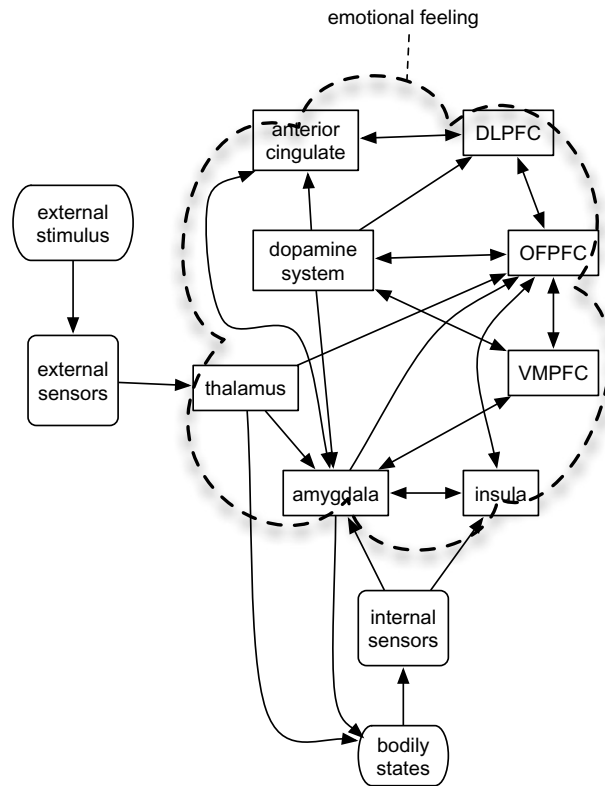 emotional feeling
anterior
cingulate
DLPFC
external
stimulus
dopamine
system
OFPFC
external
sensors
thalamus
VMPFC
amygdala
insula
internal
sensors
bodily
states